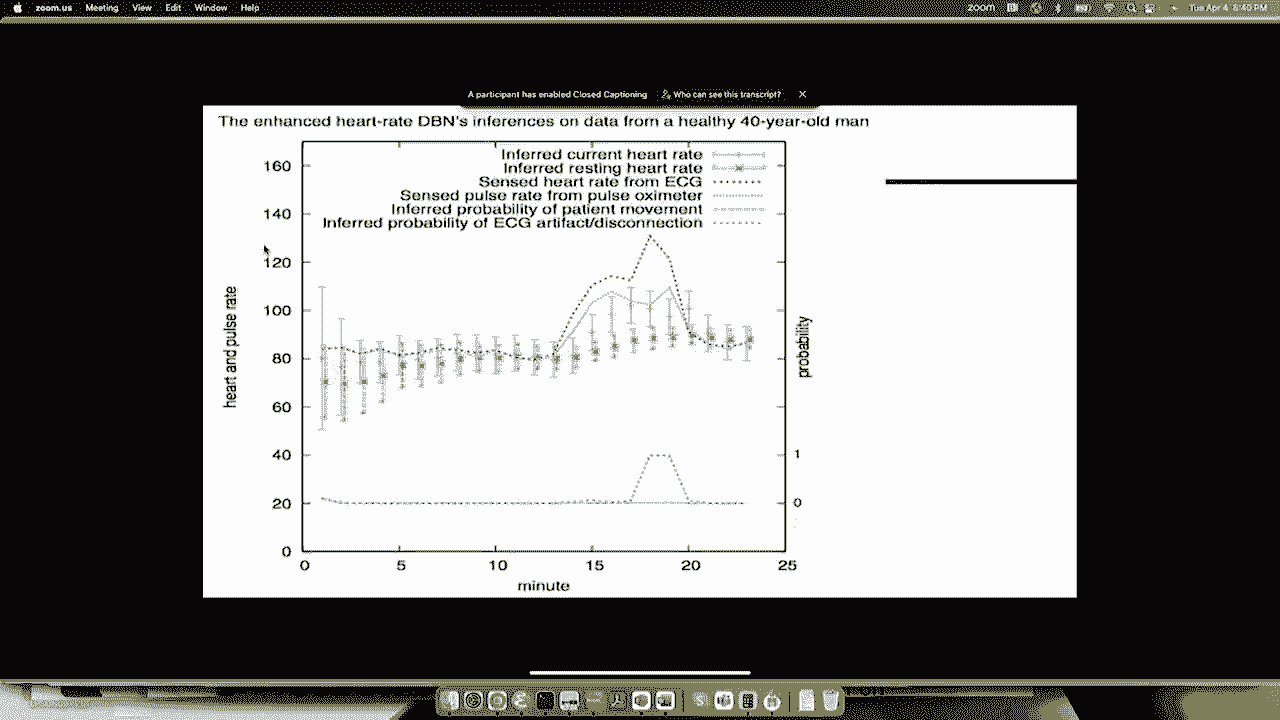 zoom.us Meeting View Edit Window Help zoom Tue Apr 4 6:40 PM
A participant has enabled Closed Captioning Who can see this transcript?
The enhanced heart-rate DBN's inferences on data from a healthy 40-year-old man
Inferred current heart rate
Inferred resting heart rate
Sensed heart rate from ECG
Sensed pulse rate from pulse oximeter
Inferred probability of patient movement
Inferred probability of ECG artifact/disconnection
160
140
120
100
80
60
40
20
0
heart and pulse rate
probability
1
0
0 5 10 15 20 25
minute